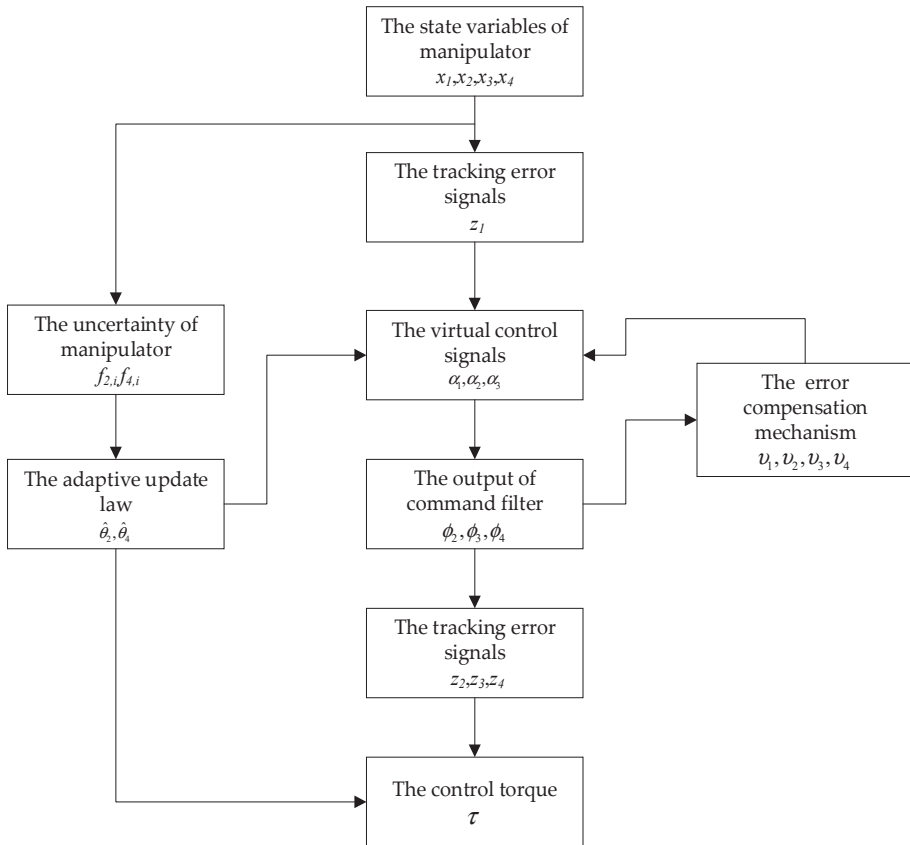 The state variables of
manipulator
x₁,x₂,x₃,x₄
The tracking error
signals
z₁
The uncertainty of
manipulator
f₂,ᵢ,f₄,ᵢ
The virtual control
signals
α₁,α₂,α₃
The error
compensation
mechanism
υ₁,υ₂,υ₃,υ₄
The adaptive update
law
θ̂₂,θ̂₄
The output of
command filter
ϕ₂,ϕ₃,ϕ₄
The tracking error
signals
z₂,z₃,z₄
The control torque
τ